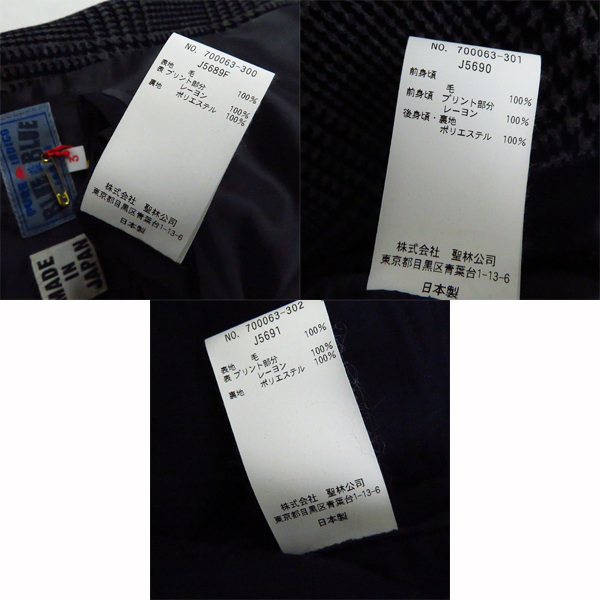 NO. 700063-300
J5689F
表地 毛 100%
表 プリント部分
レーヨン 100%
裏地 ポリエステル 100%
株式会社 聖林公司
東京都目黒区青葉台1-13-6
日本製
PURE INDIGO
BLUE BLUE
MADE
IN
JAPAN
NO. 700063-301
J5690
前身頃 毛 100%
前身頃 プリント部分
レーヨン 100%
後身頃・裏地
ポリエステル 100%
株式会社 聖林公司
東京都目黒区青葉台1-13-6
日本製
NO. 700063-302
J5691
表地 毛 100%
表 プリント部分
レーヨン 100%
裏地 ポリエステル 100%
株式会社 聖林公司
東京都目黒区青葉台1-13-6
日本製